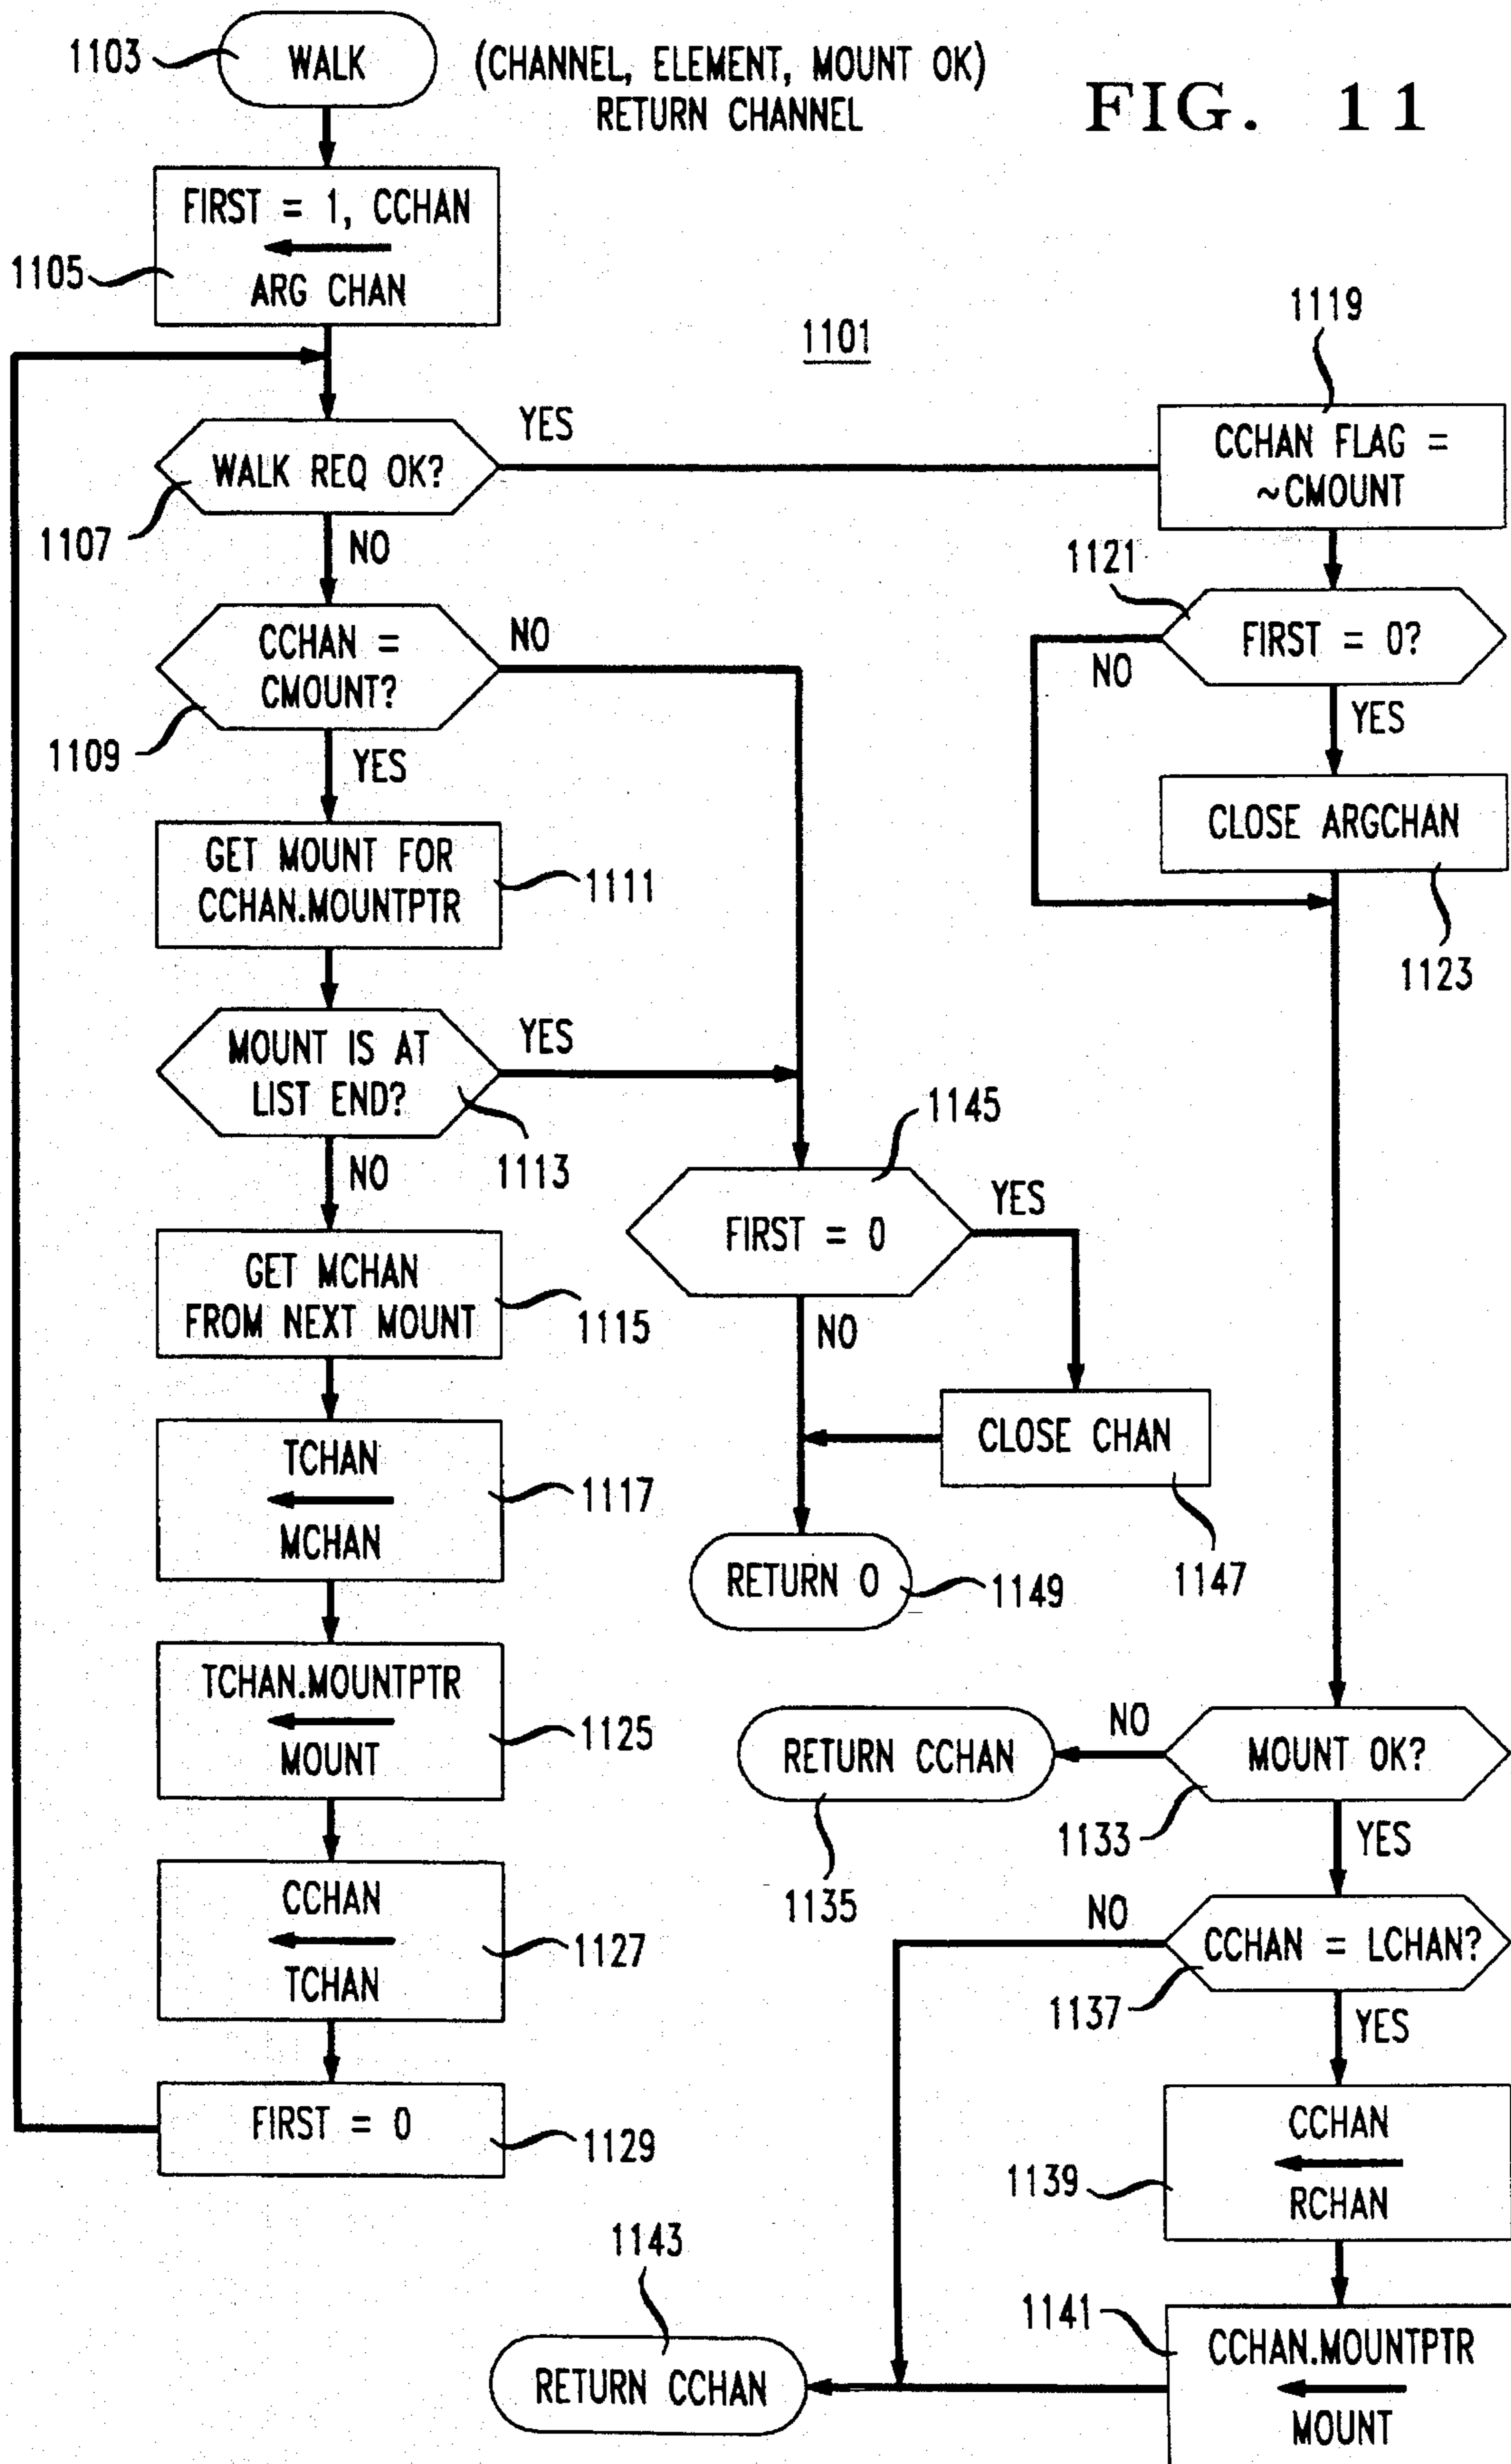 1103
WALK
(CHANNEL, ELEMENT, MOUNT OK)
RETURN CHANNEL
FIG. 11
FIRST = 1, CCHAN
ARG CHAN
1105
1101
1119
CCHAN FLAG =
~CMOUNT
YES
WALK REQ OK?
1107
NO
1121
FIRST = 0?
NO
YES
CCHAN =
CMOUNT?
NO
1109
YES
CLOSE ARGCHAN
1123
GET MOUNT FOR
CCHAN.MOUNTPTR
1111
MOUNT IS AT
LIST END?
YES
1113
NO
1145
FIRST = 0
YES
NO
GET MCHAN
FROM NEXT MOUNT
1115
CLOSE CHAN
1147
TCHAN
MCHAN
1117
RETURN 0
1149
TCHAN.MOUNTPTR
MOUNT
1125
RETURN CCHAN
1135
NO
MOUNT OK?
1133
YES
CCHAN
TCHAN
1127
NO
CCHAN = LCHAN?
1137
YES
FIRST = 0
1129
CCHAN
RCHAN
1139
1143
RETURN CCHAN
1141
CCHAN.MOUNTPTR
MOUNT